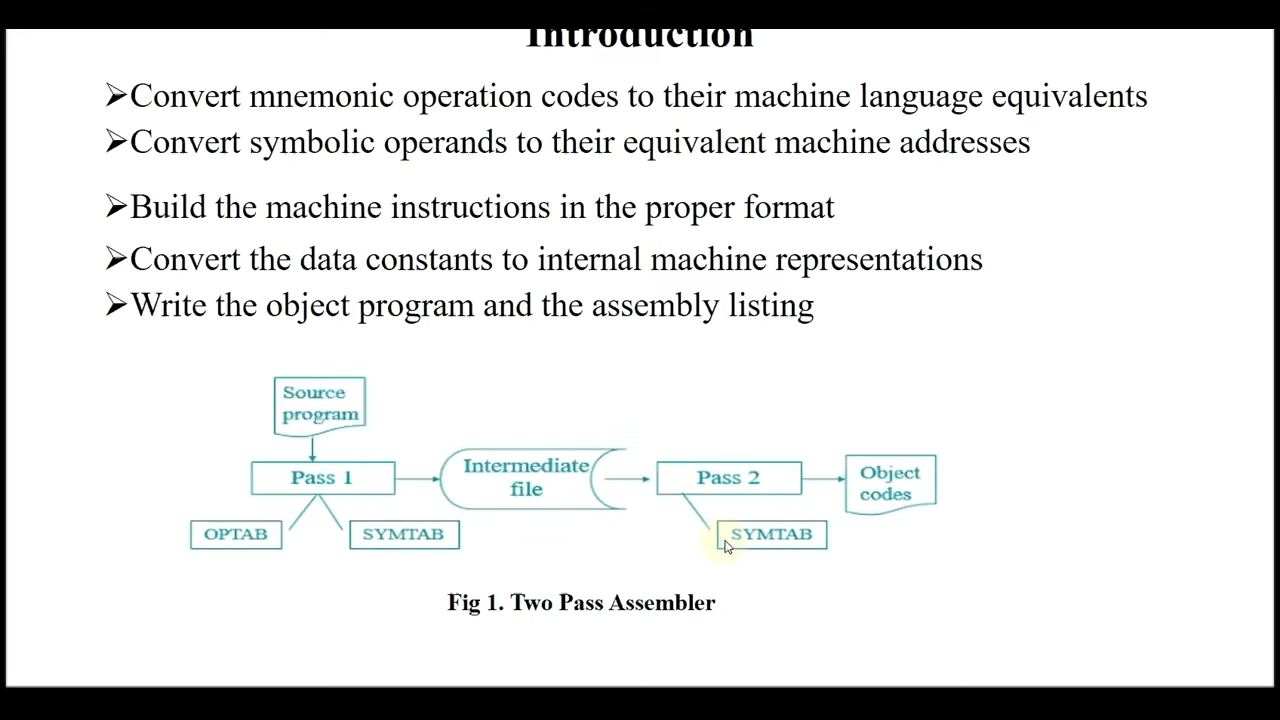 Introduction
➢Convert mnemonic operation codes to their machine language equivalents
➢Convert symbolic operands to their equivalent machine addresses
➢Build the machine instructions in the proper format
➢Convert the data constants to internal machine representations
➢Write the object program and the assembly listing
Source
program
Pass 1
Intermediate
file
Pass 2
Object
codes
OPTAB
SYMTAB
SYMTAB
Fig 1. Two Pass Assembler